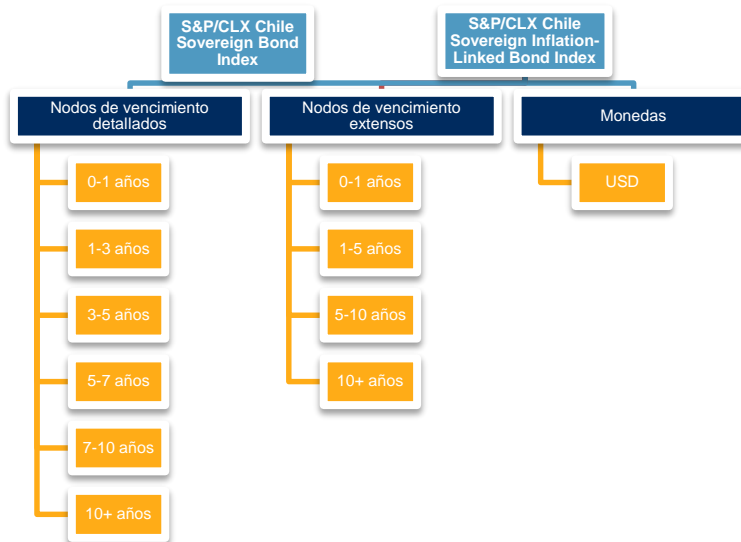 S&P/CLX Chile
Sovereign Bond
Index
S&P/CLX Chile
Sovereign Inflation-
Linked Bond Index
Nodos de vencimiento
detallados
0-1 años
1-3 años
3-5 años
5-7 años
7-10 años
10+ años
Nodos de vencimiento
extensos
0-1 años
1-5 años
5-10 años
10+ años
Monedas
USD